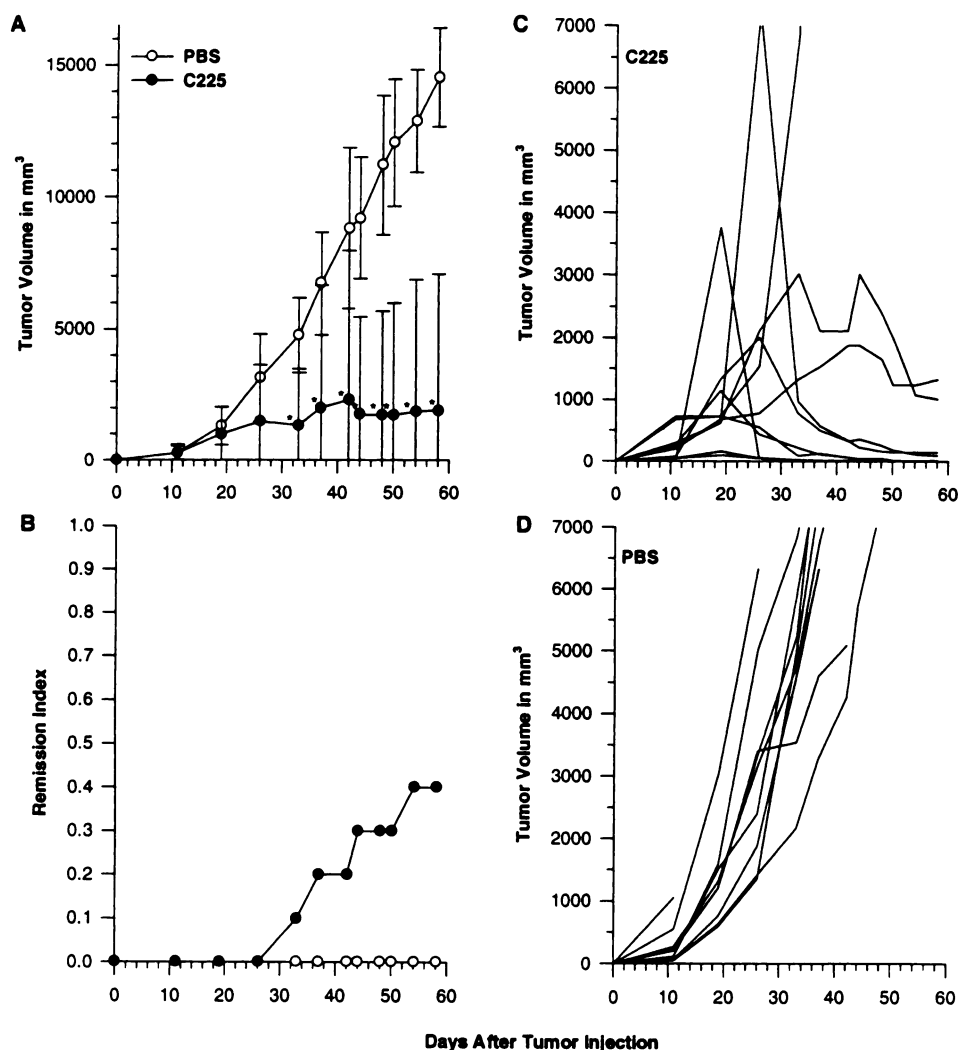 A
PBS
C225
Tumor Volume in mm³
15000
10000
5000
0
0 10 20 30 40 50 60
* * * * * * * *
B
Remission Index
1.0
0.9
0.8
0.7
0.6
0.5
0.4
0.3
0.2
0.1
0.0
0 10 20 30 40 50 60
C
C225
Tumor Volume in mm³
7000
6000
5000
4000
3000
2000
1000
0
0 10 20 30 40 50 60
D
PBS
Tumor Volume in mm³
7000
6000
5000
4000
3000
2000
1000
0
0 10 20 30 40 50 60
Days After Tumor Injection